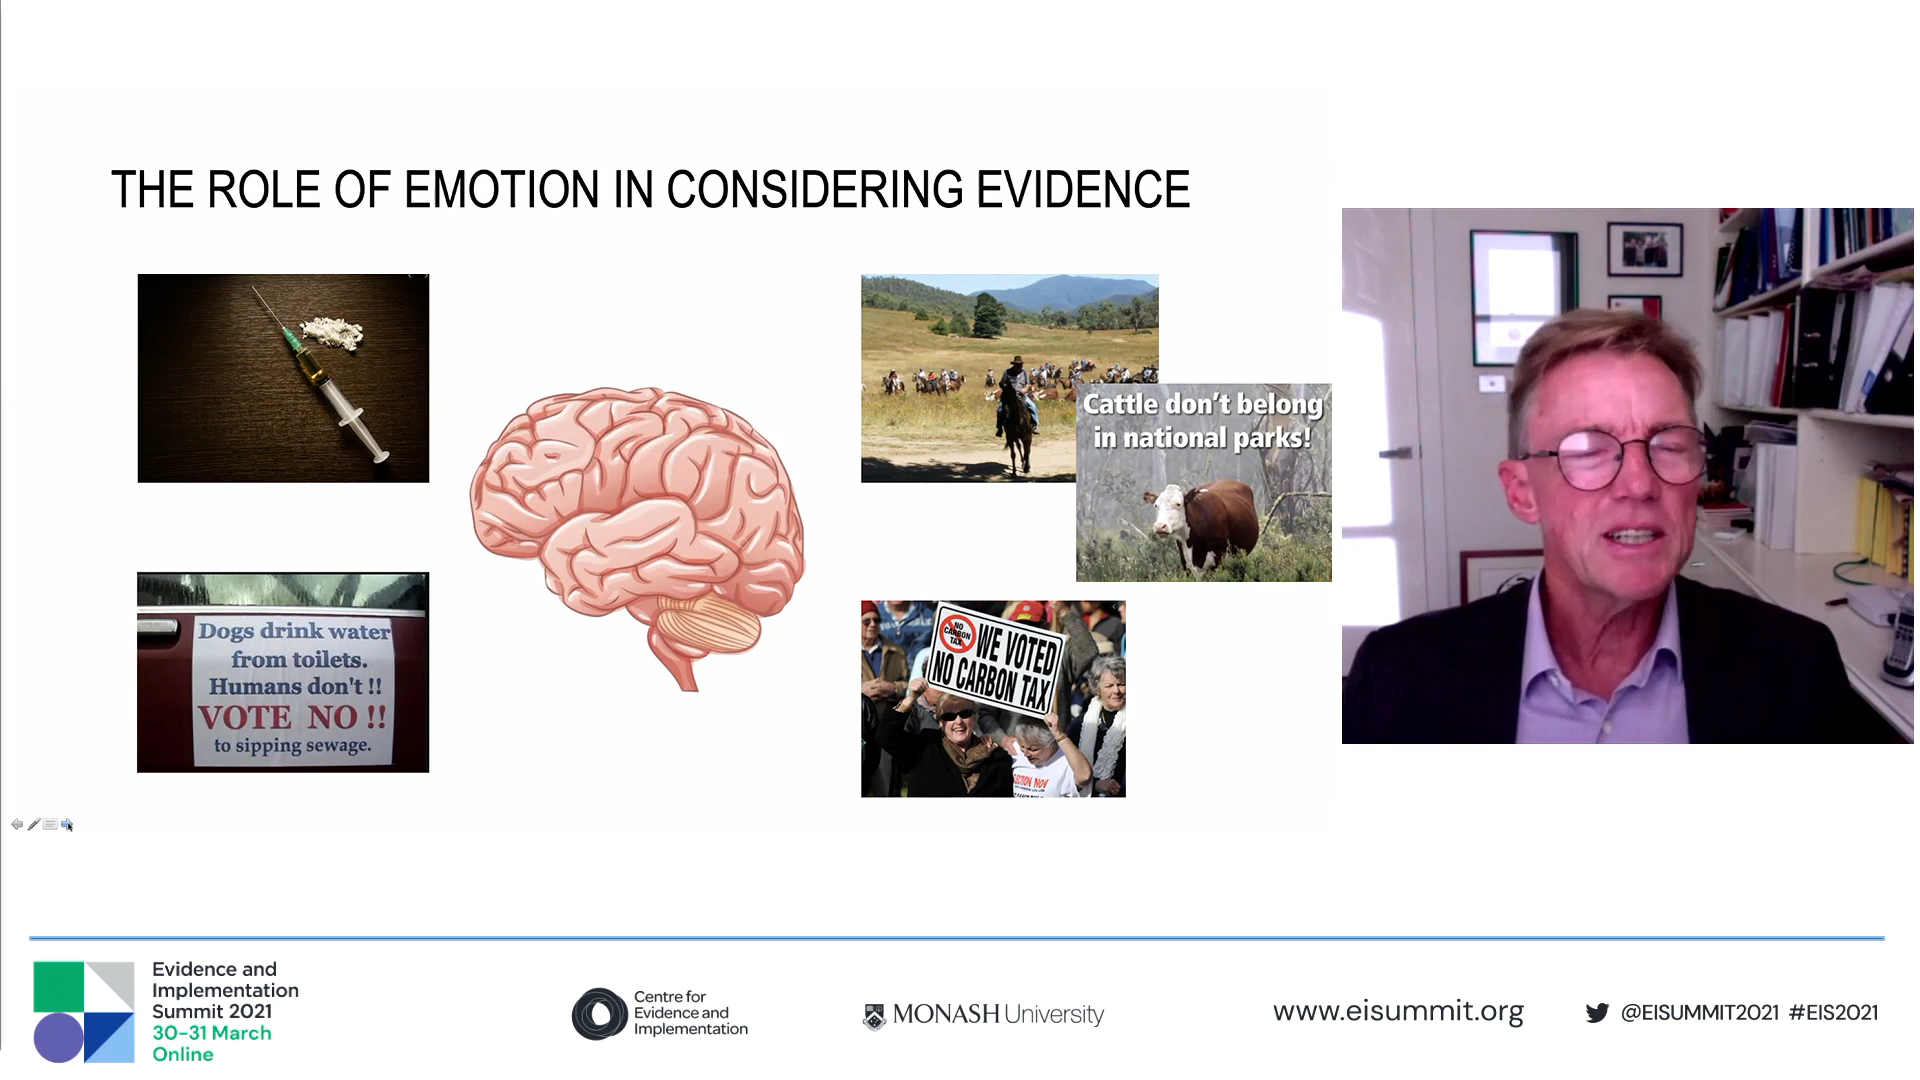 THE ROLE OF EMOTION IN CONSIDERING EVIDENCE
Cattle don't belong
in national parks!
Dogs drink water
from toilets.
Humans don't !!
VOTE NO !!
to sipping sewage.
NO
CARBON
TAX
WE VOTED
NO CARBON TAX
Evidence and
Implementation
Summit 2021
30–31 March
Online
Centre for
Evidence and
Implementation
MONASH University
www.eisummit.org
@EISUMMIT2021 #EIS2021